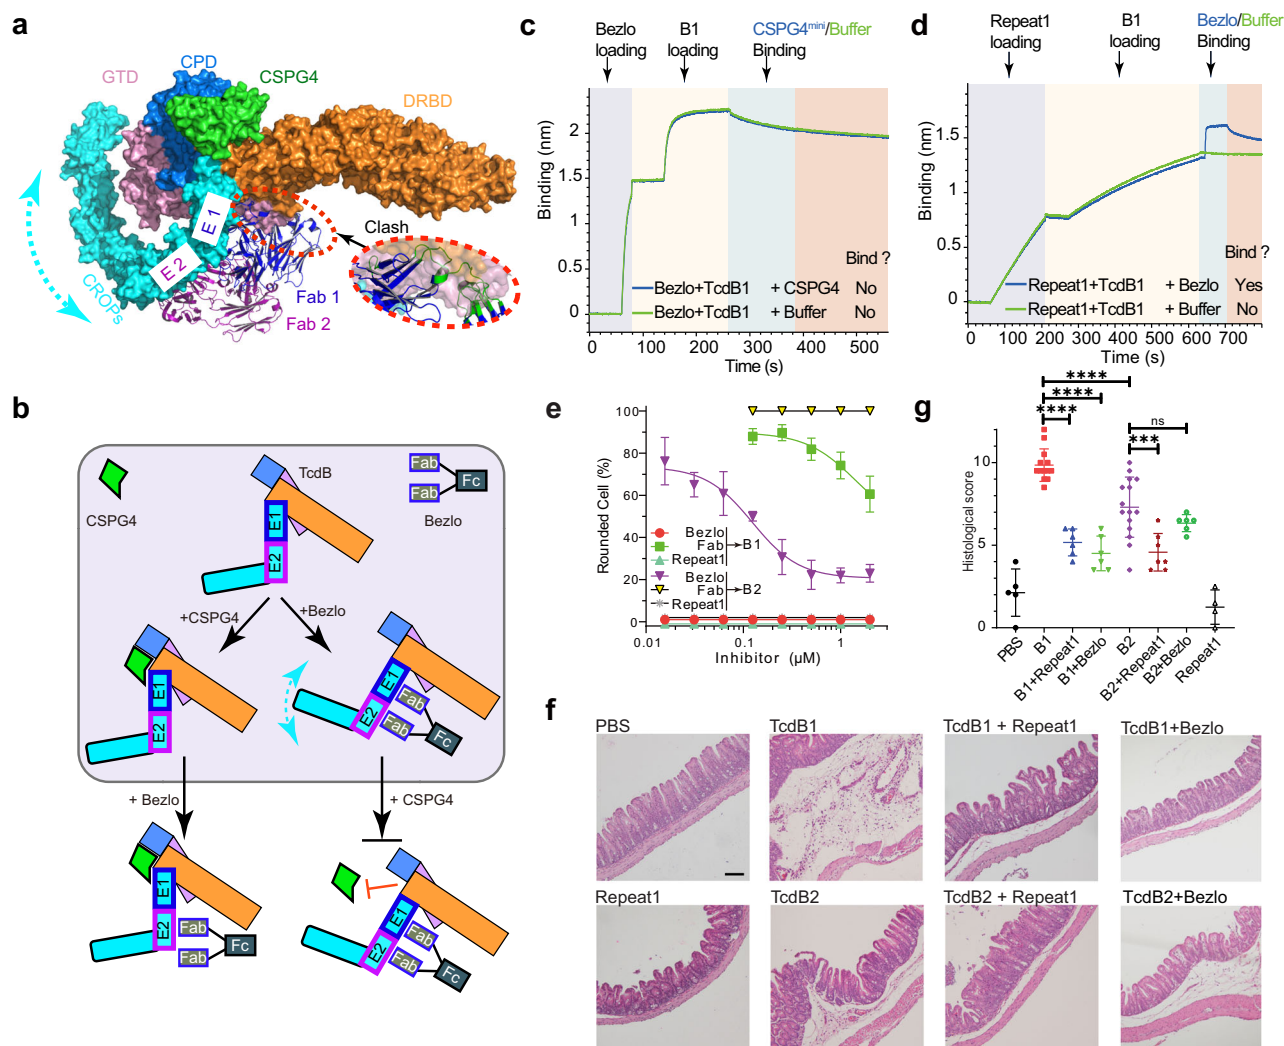 a
GTD
CPD
CSPG4
DRBD
E 1
E 2
CROPs
Fab 1
Fab 2
Clash
b
CSPG4
TcdB
Fab
Fab
Fc
Bezlo
E1
E2
+CSPG4
+Bezlo
E1
E2
E1
E2
Fab
Fab
Fc
+ Bezlo
+ CSPG4
E1
E2
Fab
Fab
Fc
E1
E2
Fab
Fab
Fc
c
Bezlo
loading
B1
loading
CSPG4mini/Buffer
Binding
Binding (nm)
2
1.5
1
0.5
0
Bind ?
Bezlo+TcdB1 + CSPG4 No
Bezlo+TcdB1 + Buffer No
0 100 200 300 400 500
Time (s)
d
Repeat1
loading
B1
loading
Bezlo/Buffer
Binding
Binding (nm)
1.5
1
0.5
0
Bind ?
Repeat1+TcdB1 + Bezlo Yes
Repeat1+TcdB1 + Buffer No
0 100 200 300 400 500 600 700
Time (s)
e
Rounded Cell (%)
100
80
60
40
20
0
Bezlo
Fab B1
Repeat1
Bezlo
Fab B2
Repeat1
0.01 0.1 1
Inhibitor (µM)
g
Histological score
10
5
0
****
****
****
ns
***
PBS
B1
B1+Repeat1
B1+Bezlo
B2
B2+Repeat1
B2+Bezlo
Repeat1
f
PBS
TcdB1
TcdB1 + Repeat1
TcdB1+Bezlo
Repeat1
TcdB2
TcdB2 + Repeat1
TcdB2+Bezlo